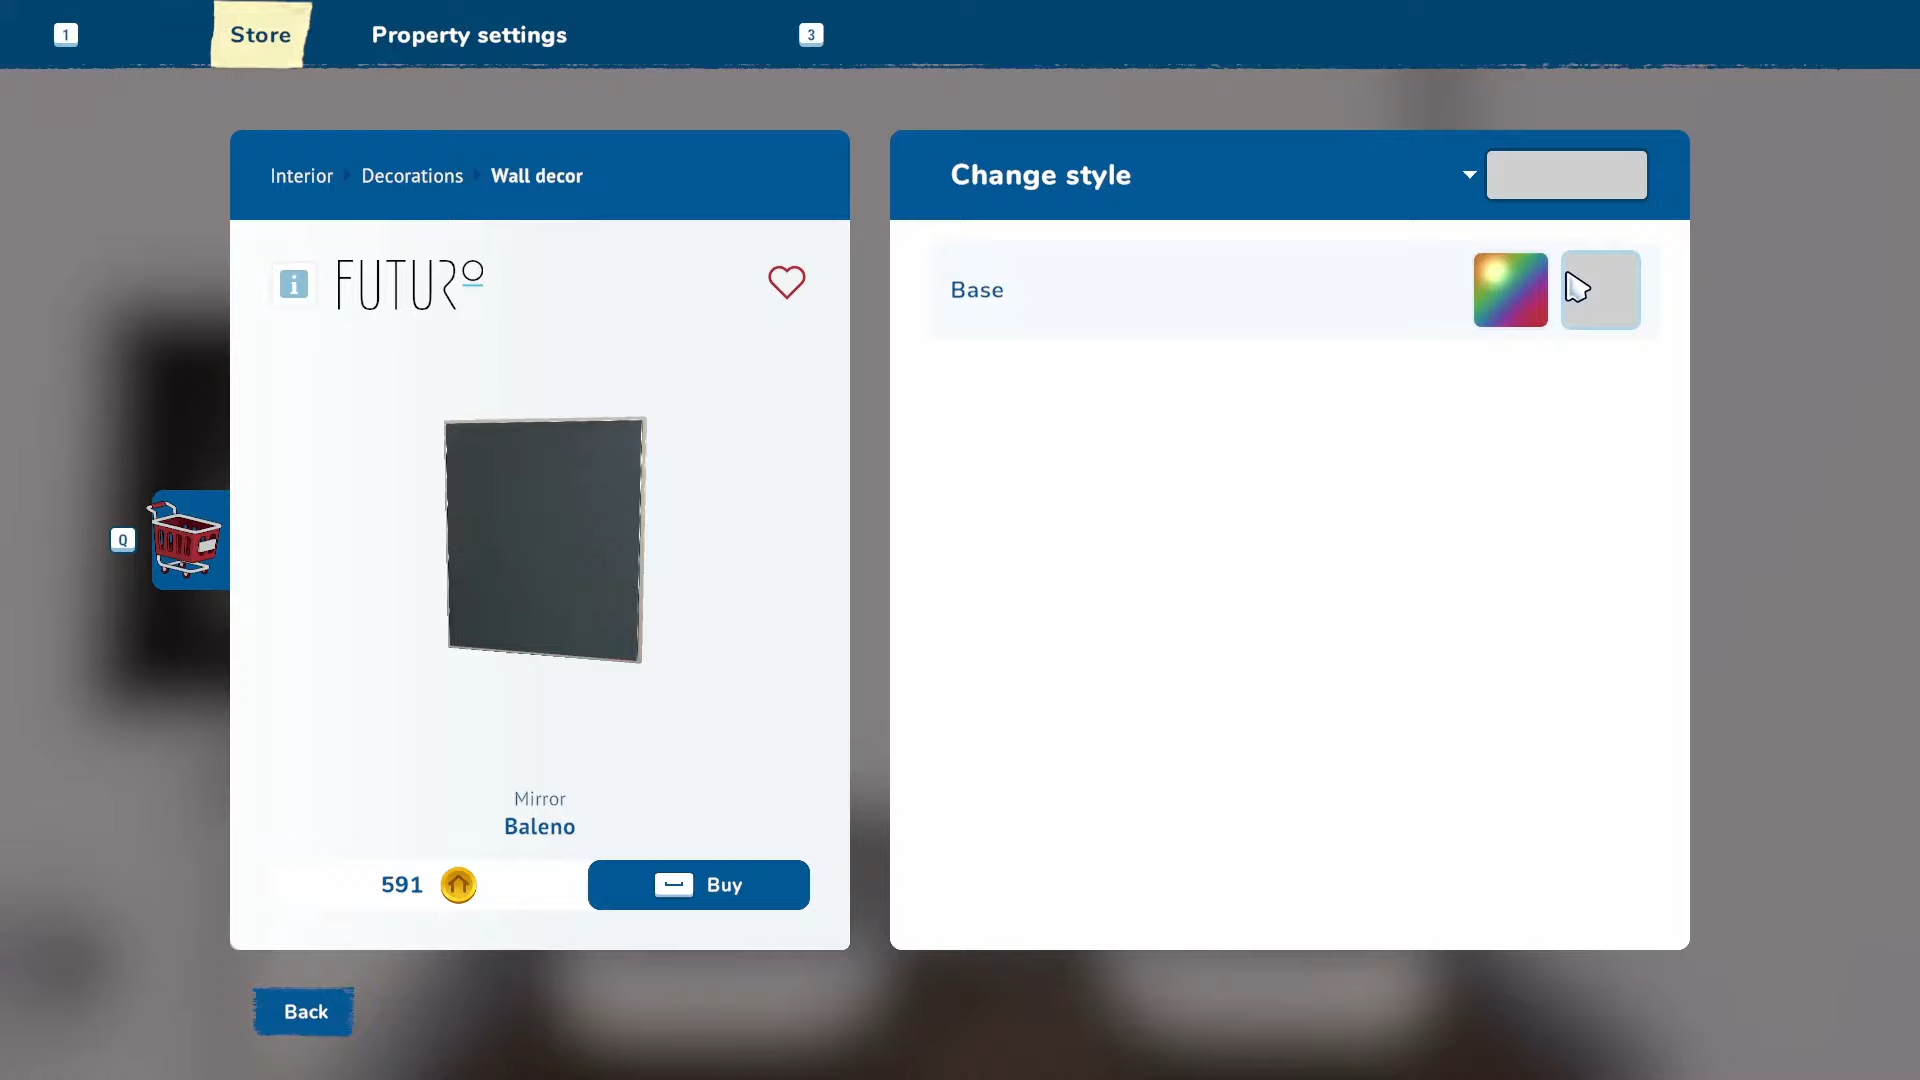 1
Store
Property settings
3
Interior
Decorations
Wall decor
Change style
i
FUTURO
Base
Q
Mirror
Baleno
591
Buy
Back